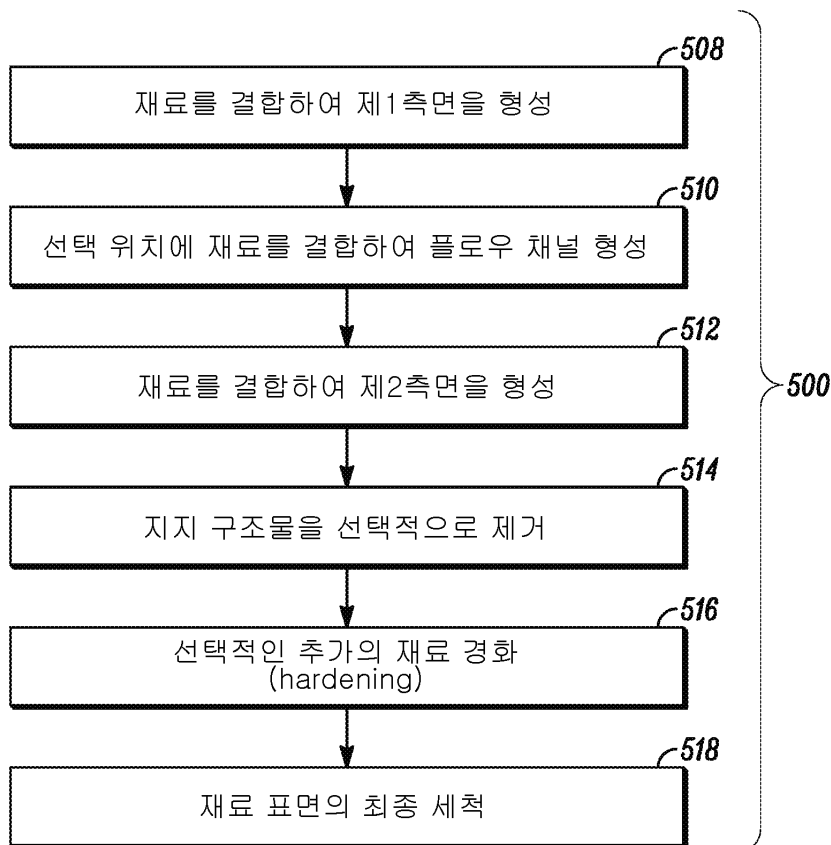 508
재료를 결합하여 제1측면을 형성
510
선택 위치에 재료를 결합하여 플로우 채널 형성
512
재료를 결합하여 제2측면을 형성
500
514
지지 구조물을 선택적으로 제거
516
선택적인 추가의 재료 경화
(hardening)
518
재료 표면의 최종 세척